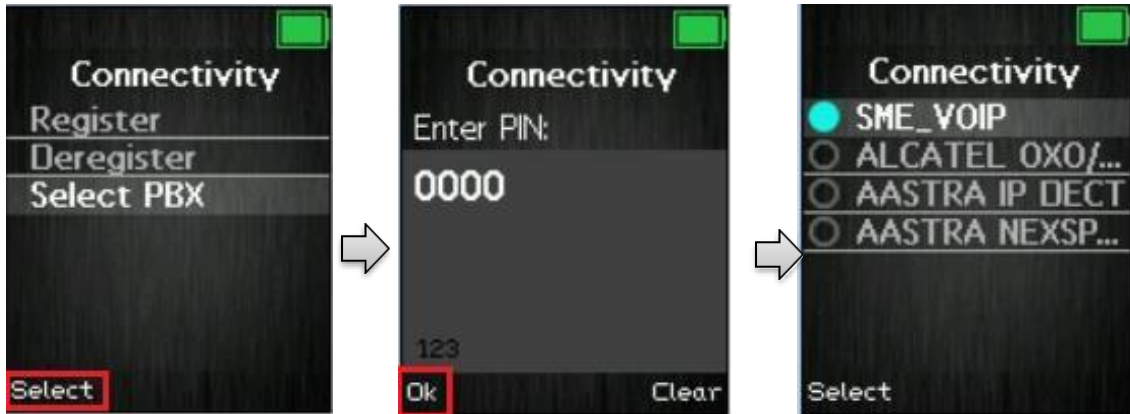 Connectivity
Register
Deregister
Select PBX
Select
Connectivity
Enter PIN:
0000
123
Ok Clear
Connectivity
SME_VOIP
ALCATEL OXO/...
AASTRA IP DECT
AASTRA NEXSP...
Select